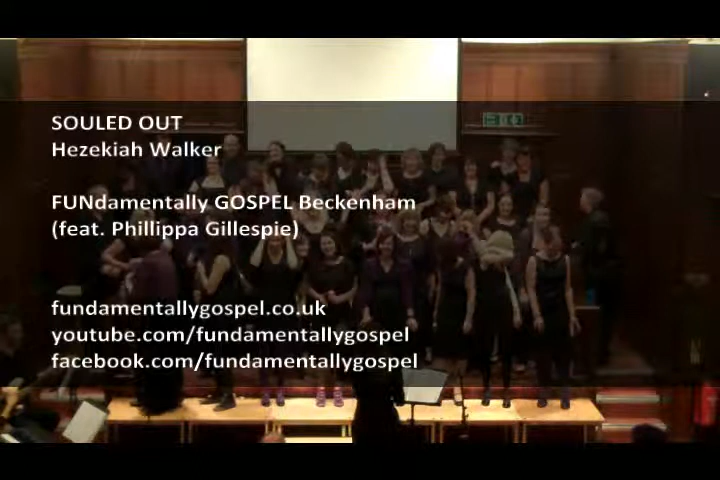 SOULED OUT
Hezekiah Walker
FUNdamentally GOSPEL Beckenham
(feat. Phillippa Gillespie)
fundamentallygospel.co.uk
youtube.com/fundamentallygospel
facebook.com/fundamentallygospel